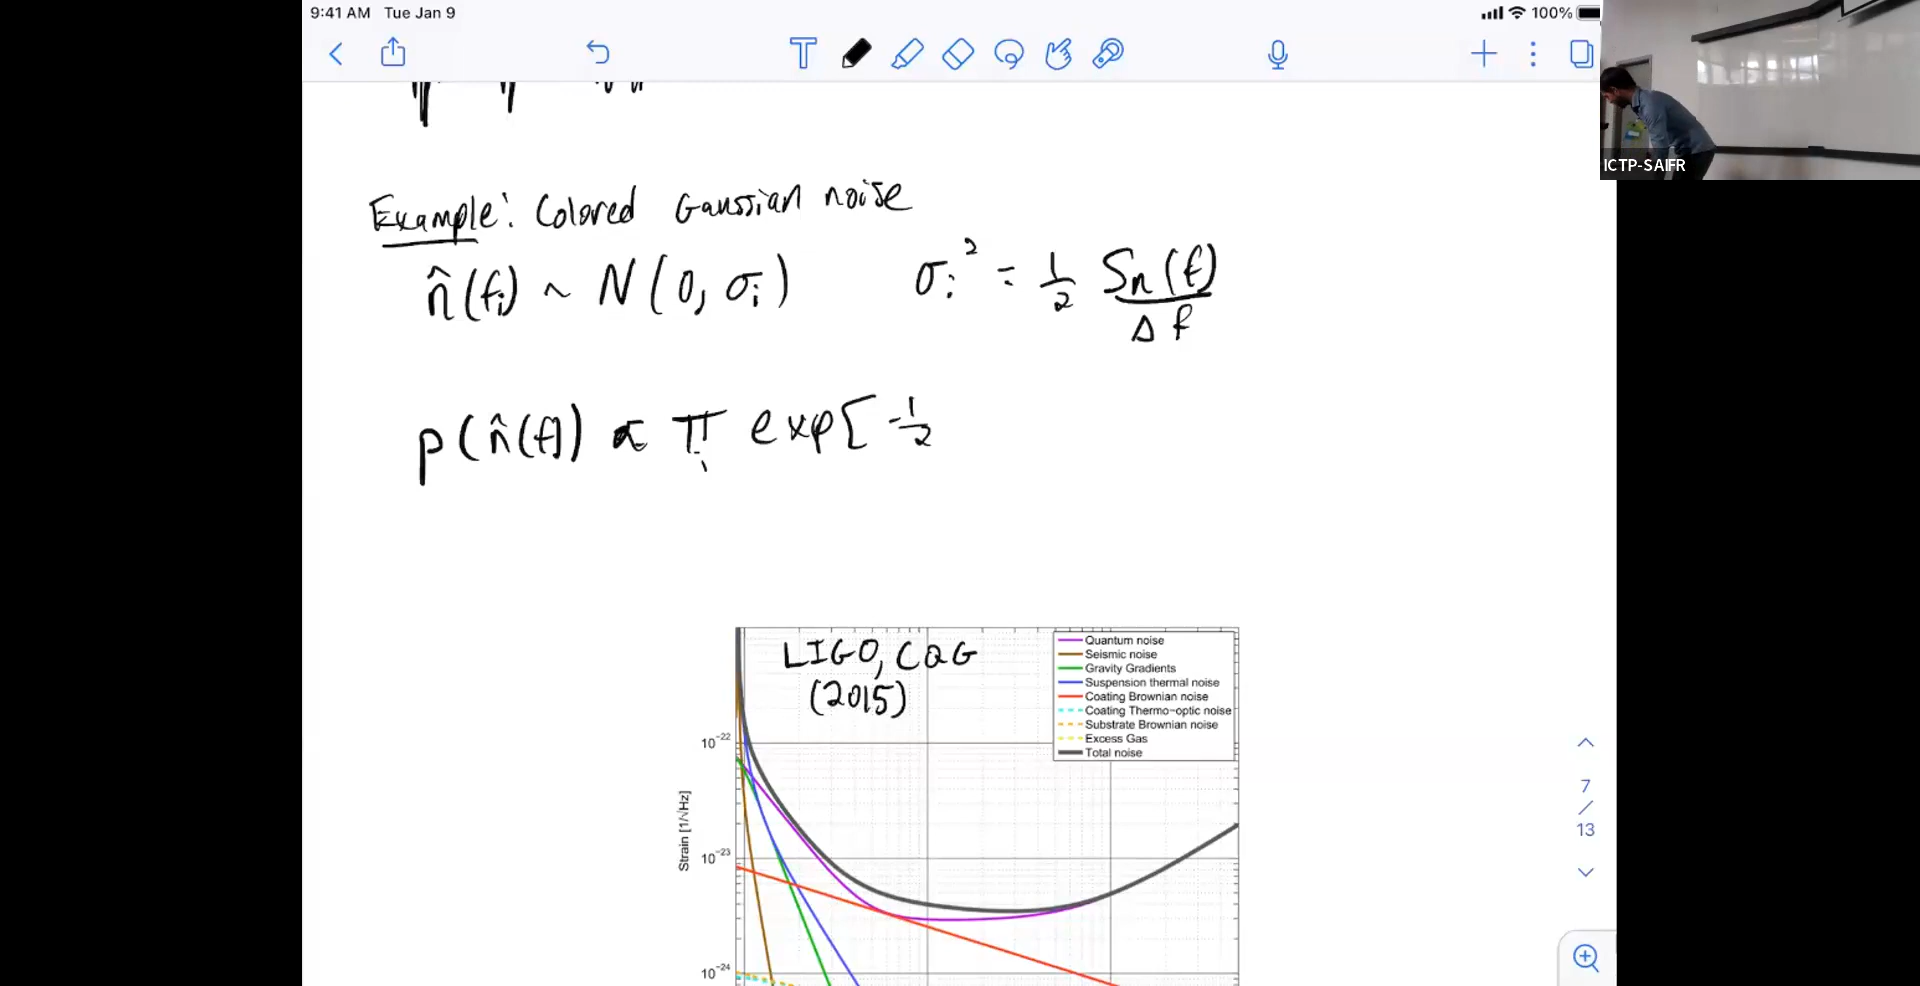 9:41 AM Tue Jan 9
100%
ICTP-SAIFR
Example: Colored Gaussian noise
n̂(fᵢ) ~ N(0, σᵢ) σᵢ² = 1/2 Sn(f)/Δf
p(n̂(f)) ∝ Πᵢ exp[-1/2
LIGO, CQG
(2015)
Quantum noise
Seismic noise
Gravity Gradients
Suspension thermal noise
Coating Brownian noise
Coating Thermo-optic noise
Substrate Brownian noise
Excess Gas
Total noise
10⁻²²
10⁻²³
10⁻²⁴
Strain [1/√Hz]
7
/
13